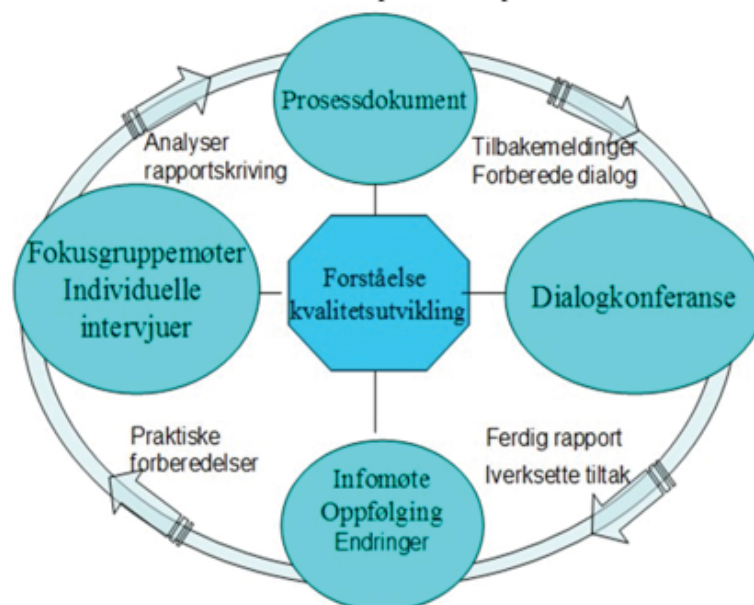 Prosessdokument
Analyser
rapportskriving
Tilbakemeldinger
Forberede dialog
Fokusgruppemøter
Individuelle
intervjuer
Forståelse
kvalitetsutvikling
Dialogkonferanse
Praktiske
forberedelser
Ferdig rapport
Iverksette tiltak
Infomøte
Oppfølging
Endringer